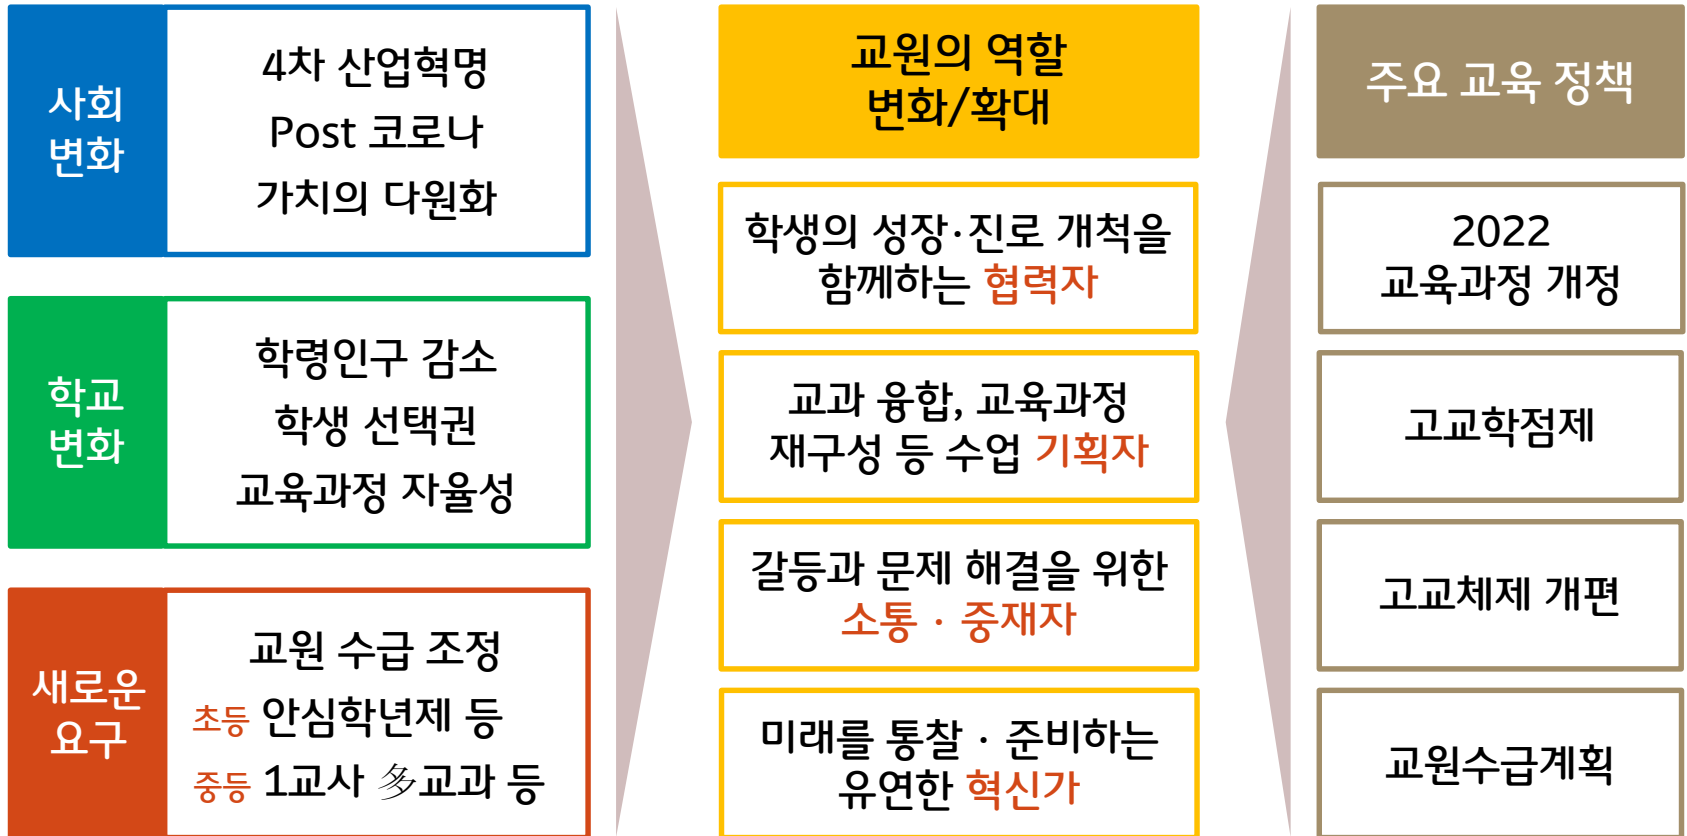 사회
변화
4차 산업혁명
Post 코로나
가치의 다원화
학교
변화
학령인구 감소
학생 선택권
교육과정 자율성
새로운
요구
교원 수급 조정
초등 안심학년제 등
중등 1교사 多교과 등
교원의 역할
변화/확대
학생의 성장·진로 개척을
함께하는 협력자
교과 융합, 교육과정
재구성 등 수업 기획자
갈등과 문제 해결을 위한
소통 · 중재자
미래를 통찰 · 준비하는
유연한 혁신가
주요 교육 정책
2022
교육과정 개정
고교학점제
고교체제 개편
교원수급계획